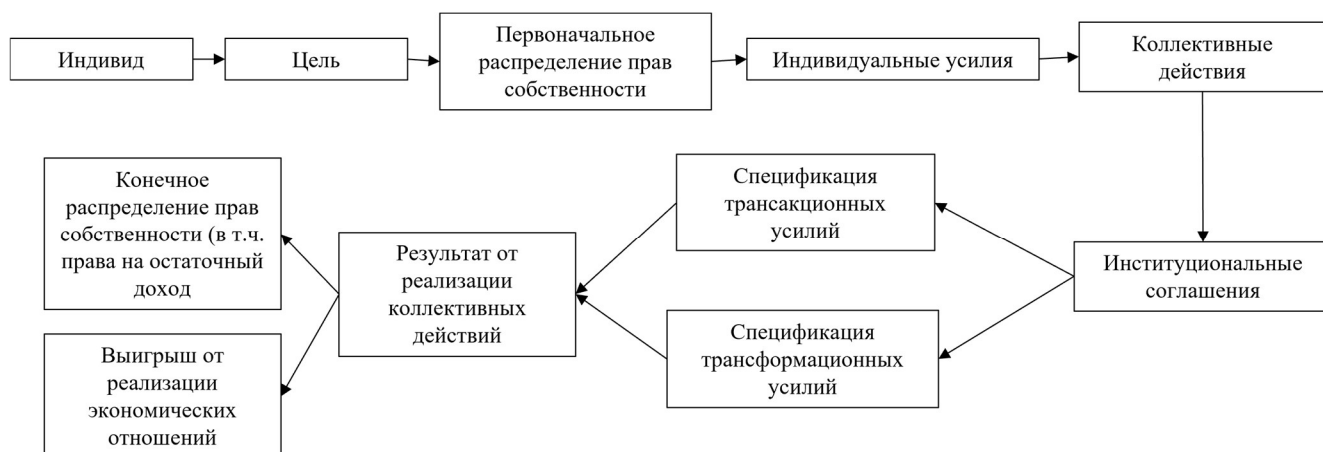 Индивид
Цель
Первоначальное
распределение прав
собственности
Индивидуальные усилия
Коллективные
действия
Институциональные
соглашения
Спецификация
трансакционных
усилий
Спецификация
трансформационных
усилий
Результат от
реализации
коллективных
действий
Конечное
распределение прав
собственности (в т.ч.
права на остаточный
доход
Выигрыш от
реализации
экономических
отношений